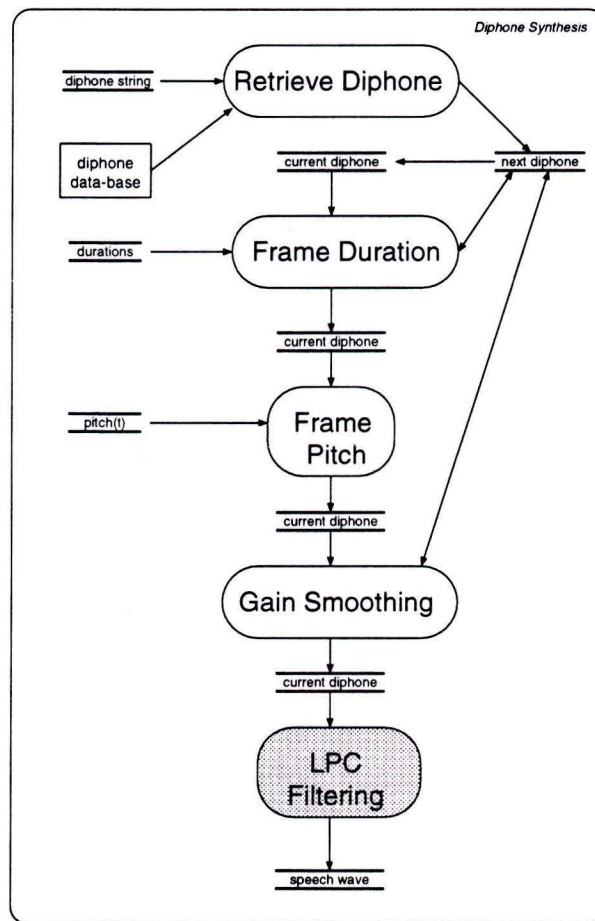 Diphone Synthesis
diphone string
Retrieve Diphone
diphone
data-base
current diphone
next diphone
durations
Frame Duration
current diphone
pitch(t)
Frame
Pitch
current diphone
Gain Smoothing
current diphone
LPC
Filtering
speech wave